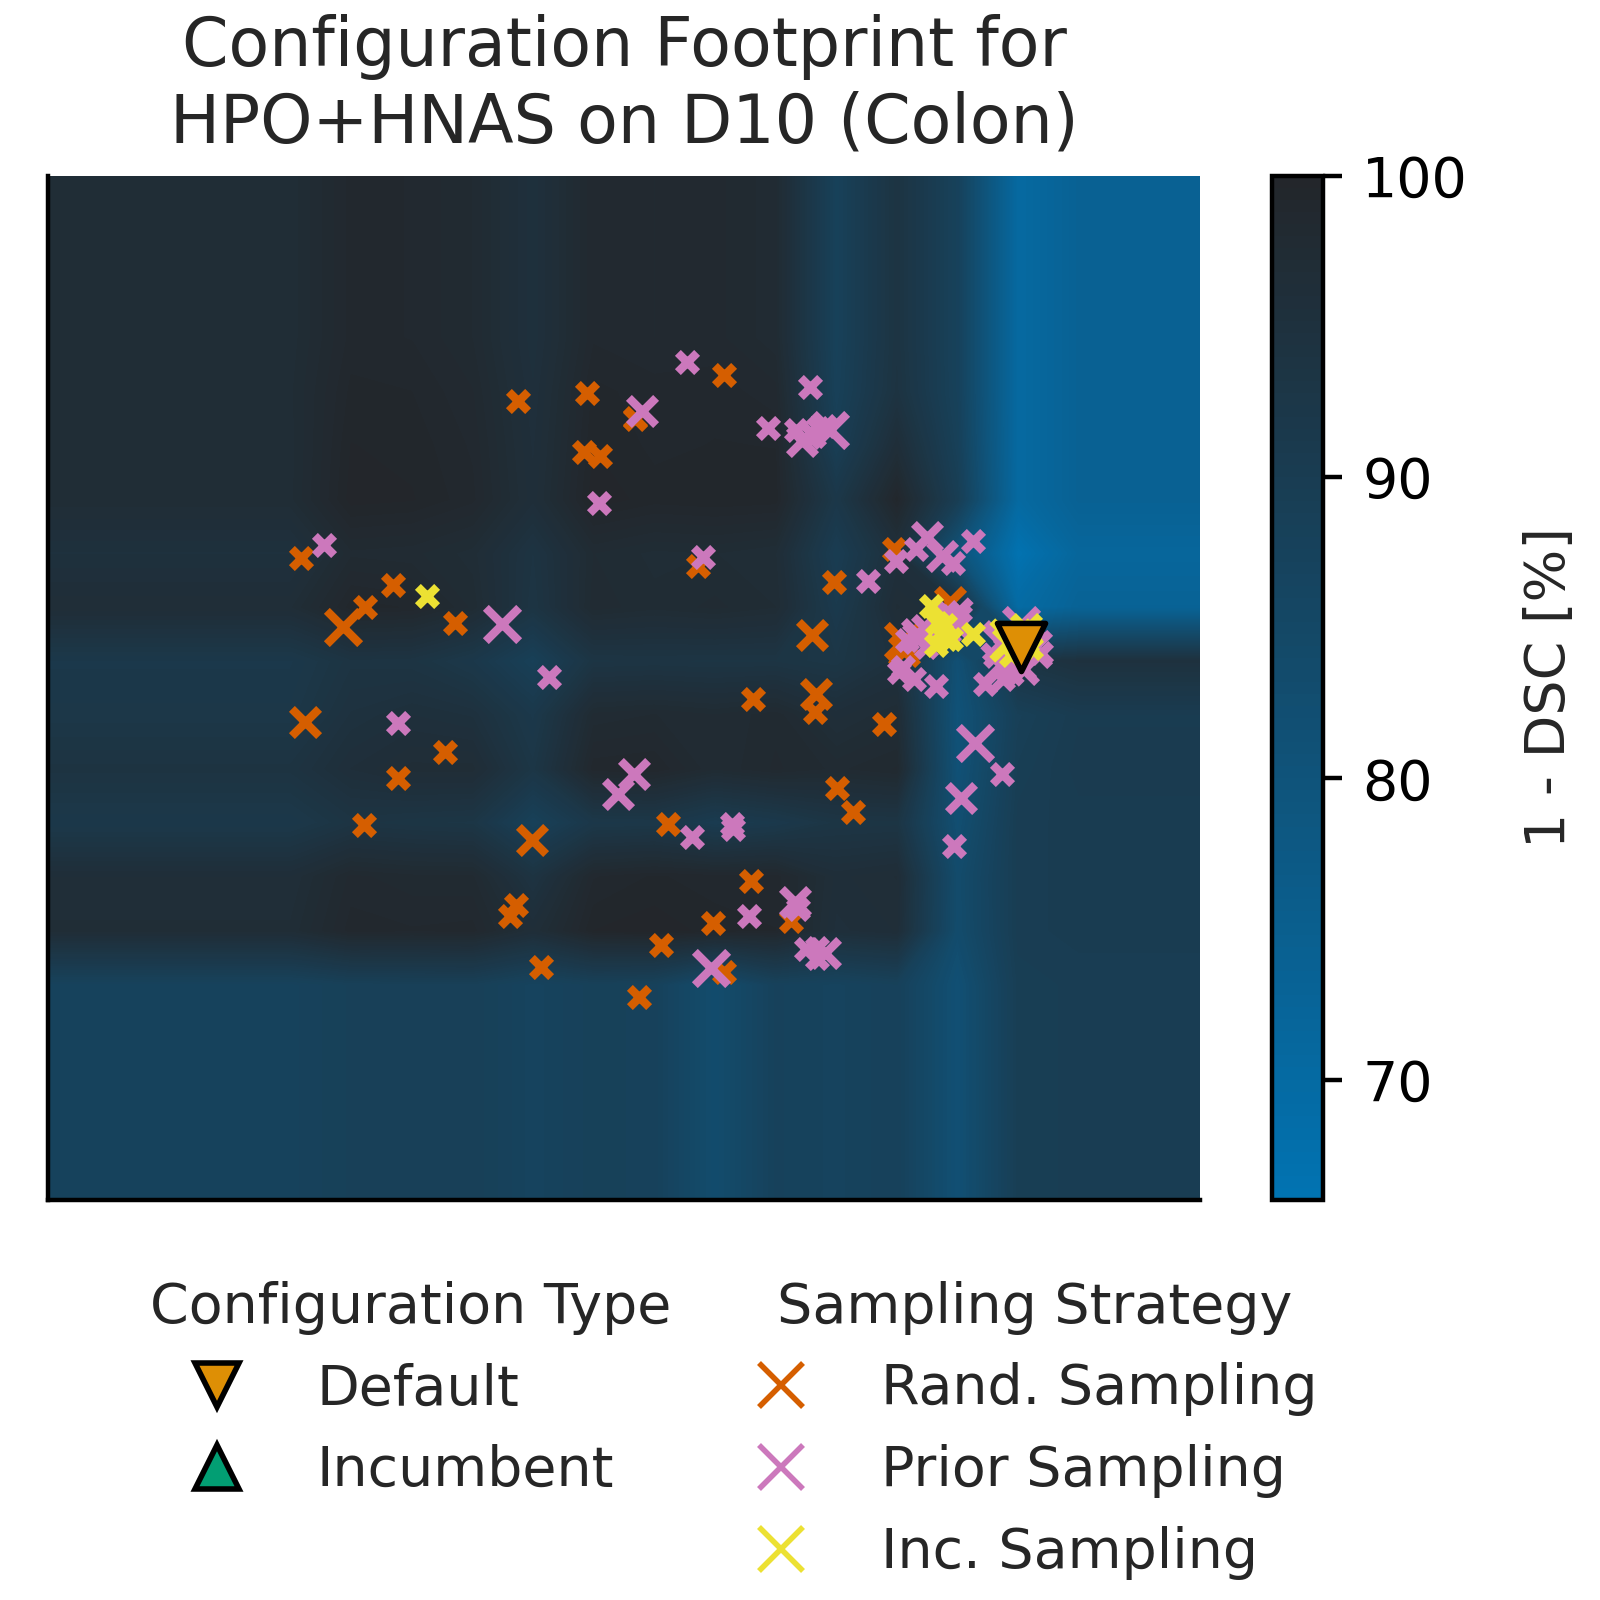 Configuration Footprint for
HPO+HNAS on D10 (Colon)
100
90
80
70
1 - DSC [%]
Configuration Type
Default
Incumbent
Sampling Strategy
Rand. Sampling
Prior Sampling
Inc. Sampling